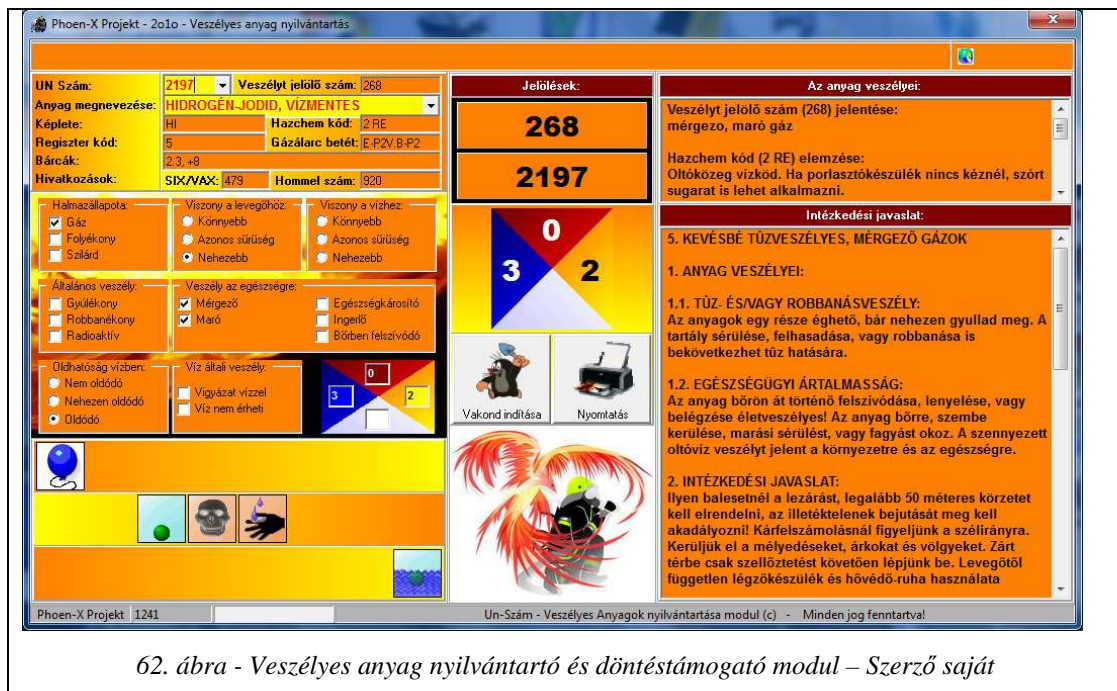 Phoen-X Projekt - 2o1o - Veszélyes anyag nyilvántartás
UN Szám: 2197 Veszélyt jelölő szám: 268
Anyag megnevezése: HIDROGÉN-JODID, VÍZMENTES
Képlete: HI Hazchem kód: 2 RE
Regiszter kód: 5 Gázálarc betét: E-P2V.B-P2
Bárcák: 2.3, +8
Hivatkozások: SIX/VAX: 479 Hommel szám: 920
Halmazállapota:
Gáz
Folyékony
Szilárd
Viszony a levegőhöz:
Könnyebb
Azonos sűrűség
Nehezebb
Viszony a vízhez:
Könnyebb
Azonos sűrűség
Nehezebb
Általános veszély:
Gyúlékony
Robbanékony
Radioaktív
Veszély az egészségre:
Mérgező
Maró
Egészségkárosító
Ingerlő
Bőrben felszívódó
Oldhatóság vízben:
Nem oldódó
Nehezen oldódó
Oldódó
Víz általi veszély:
Vigyázat vízzel
Víz nem érheti
0
3 2
Jelölések:
268
2197
0
3 2
Vakond indítása
Nyomtatás
Az anyag veszélyei:
Veszélyt jelölő szám (268) jelentése:
mérgezo, maró gáz
Hazchem kód (2 RE) elemzése:
Oltóközeg vízköd. Ha porlasztókészülék nincs kéznél, szórt
sugarat is lehet alkalmazni.
Intézkedési javaslat:
5. KEVÉSBÉ TÛZVESZÉLYES, MÉRGEZŐ GÁZOK
1. ANYAG VESZÉLYEI:
1.1. TÛZ- ÉS/VAGY ROBBANÁSVESZÉLY:
Az anyagok egy része éghető, bár nehezen gyullad meg. A
tartály sérülése, felhasadása, vagy robbanása is
bekövetkezhet tûz hatására.
1.2. EGÉSZSÉGÜGYI ÁRTALMASSÁG:
Az anyag bőrön át történő felszívódása, lenyelése, vagy
belégzése életveszélyes! Az anyag bőrre, szembe
kerülése, marási sérülést, vagy fagyást okoz. A szennyezett
oltóvíz veszélyt jelent a környezetre és az egészségre.
2. INTÉZKEDÉSI JAVASLAT:
Ilyen balesetnél a lezárást, legalább 50 méteres körzetet
kell elrendelni, az illetéktelenek bejutását meg kell
akadályozni! Kárfelszámolásnál figyeljünk a szélirányra.
Kerüljük el a mélyedéseket, árkokat és völgyeket. Zárt
térbe csak szellőztetést követően lépjünk be. Levegőtől
független légzőkészülék és hővédő-ruha használata
Phoen-X Projekt 1241 Un-Szám - Veszélyes Anyagok nyilvántartása modul (c) - Minden jog fenntartva!
62. ábra - Veszélyes anyag nyilvántartó és döntéstámogató modul – Szerző saját